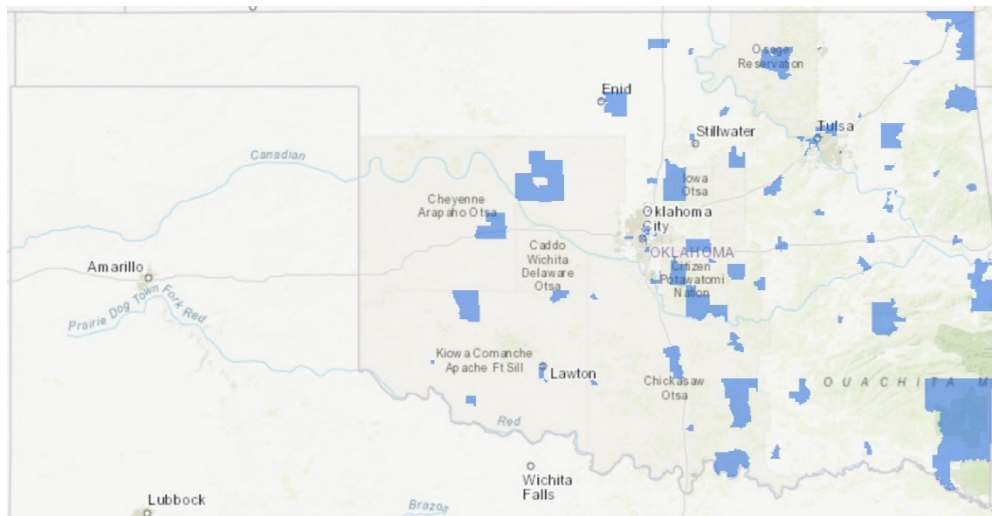 Osage
Reservation
Enid
Tulsa
Stillwater
Canadian
Iowa
Otsa
Cheyenne
Arapaho Otsa
Oklahoma
City
Caddo
Wichita
Delaware
Otsa
OKLAHOMA
Citizen
Potawatomi
Nation
Amarillo
Prairie Dog Town Fork Red
Kiowa Comanche
Apache Ft Sill
Lawton
Chickasaw
Otsa
OUACHITA M
Red
Wichita
Falls
Lubbock
Brazos